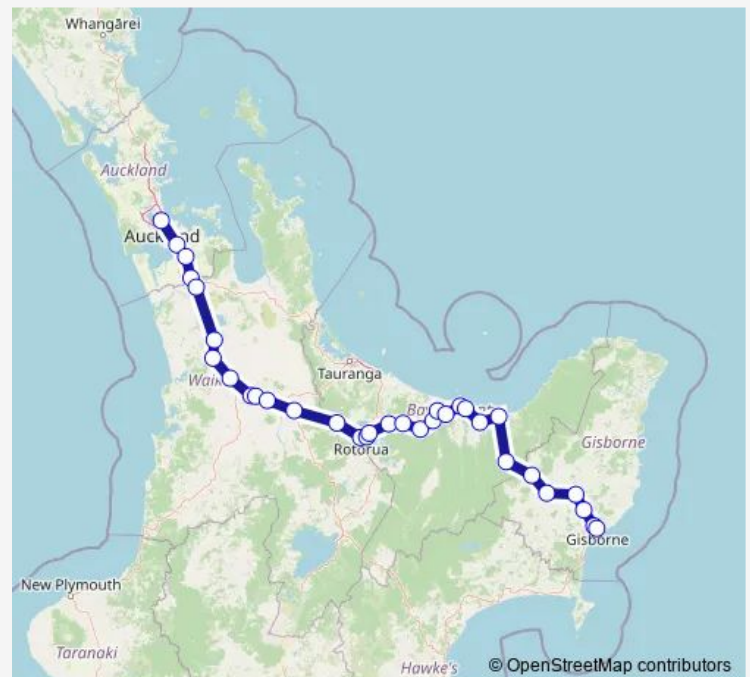 Whangārei
Auckland
Auckland
Waik
Tauranga
Bay
Rotorua
Gisborne
Gisborne
New Plymouth
Taranaki
Hawke's
© OpenStreetMap contributors